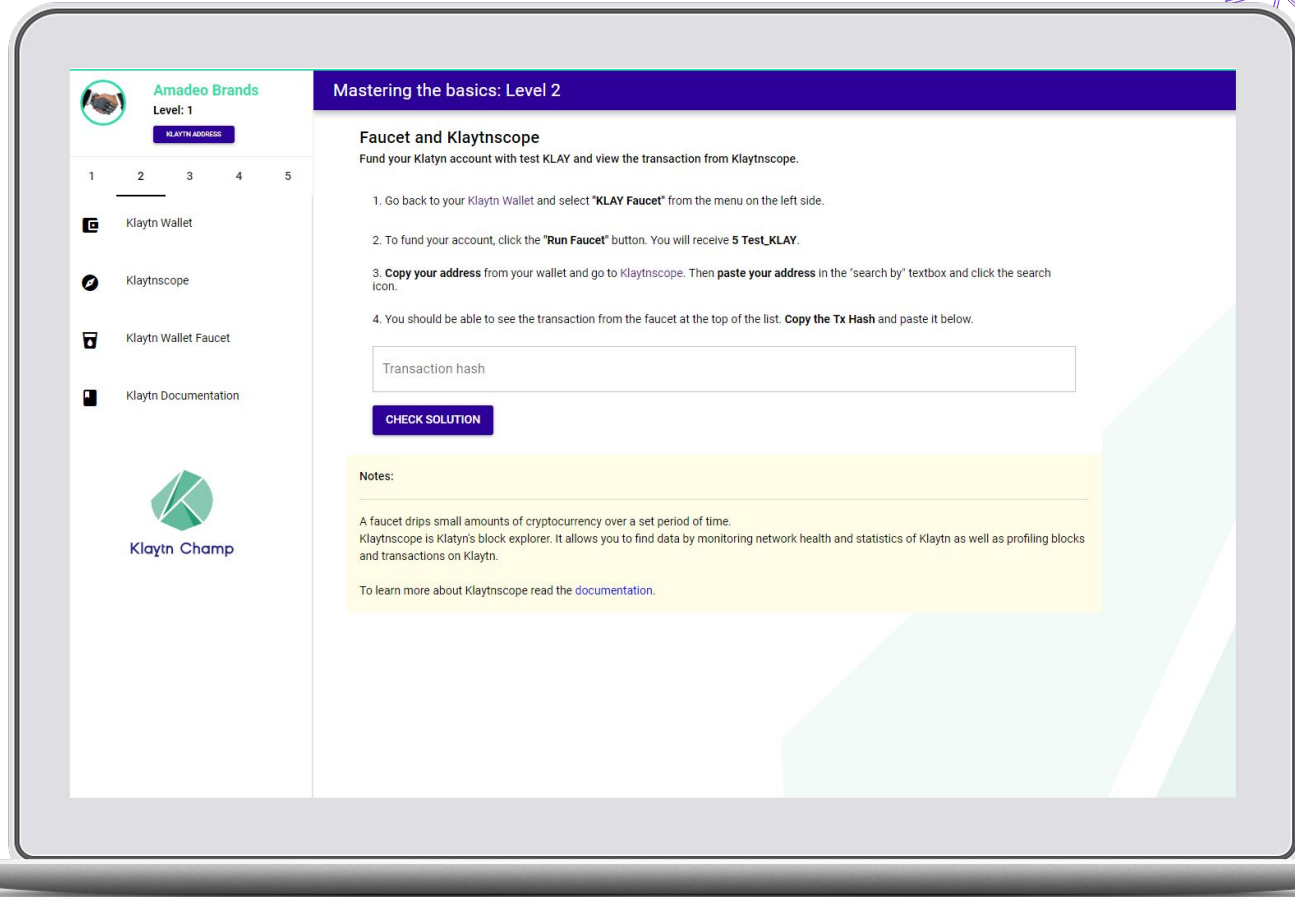 Amadeo Brands
Level: 1
KLAYTN ADDRESS
1 2 3 4 5
Klaytn Wallet
Klaytnscope
Klaytn Wallet Faucet
Klaytn Documentation
Klaytn Champ
Mastering the basics: Level 2
Faucet and Klaytnscope
Fund your Klatyn account with test KLAY and view the transaction from Klaytnscope.
1. Go back to your Klaytn Wallet and select "KLAY Faucet" from the menu on the left side.
2. To fund your account, click the "Run Faucet" button. You will receive 5 Test_KLAY.
3. Copy your address from your wallet and go to Klaytnscope. Then paste your address in the "search by" textbox and click the search
icon.
4. You should be able to see the transaction from the faucet at the top of the list. Copy the Tx Hash and paste it below.
Transaction hash
CHECK SOLUTION
Notes:
A faucet drips small amounts of cryptocurrency over a set period of time.
Klaytnscope is Klatyn's block explorer. It allows you to find data by monitoring network health and statistics of Klaytn as well as profiling blocks
and transactions on Klaytn.
To learn more about Klaytnscope read the documentation.